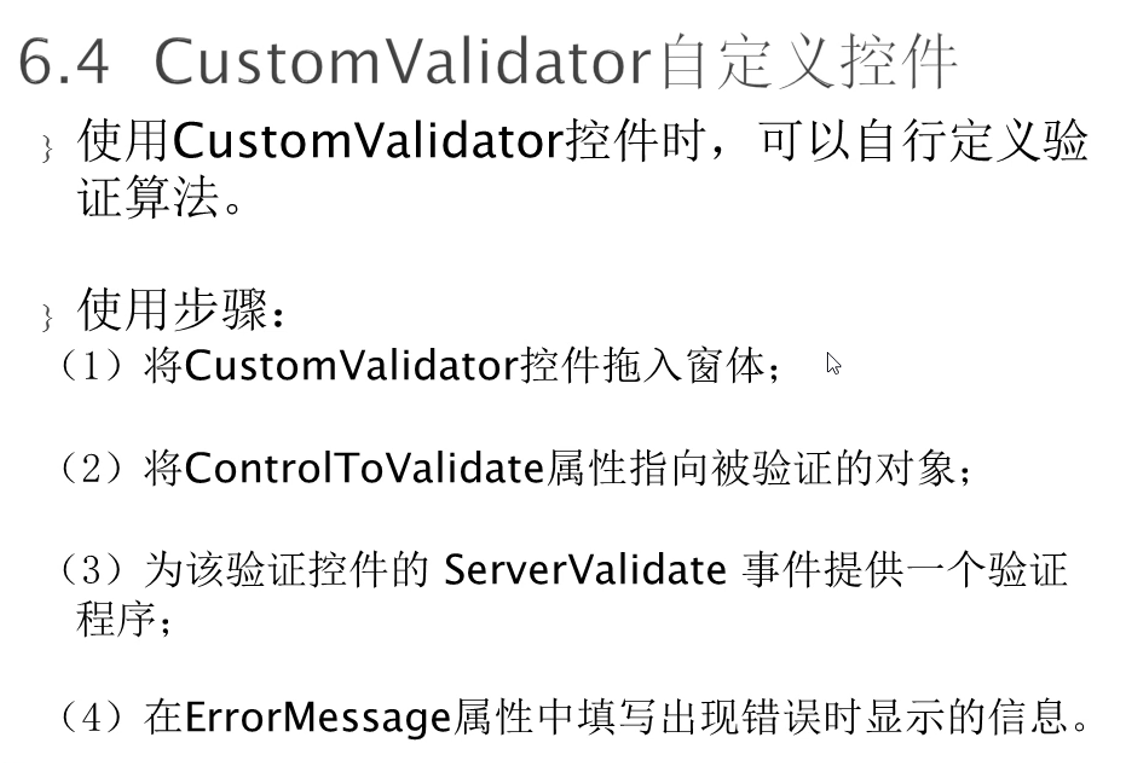 6.4 CustomValidator自定义控件
} 使用CustomValidator控件时，可以自行定义验
证算法。
} 使用步骤：
（1）将CustomValidator控件拖入窗体；
（2）将ControlToValidate属性指向被验证的对象；
（3）为该验证控件的 ServerValidate 事件提供一个验证
程序；
（4）在ErrorMessage属性中填写出现错误时显示的信息。